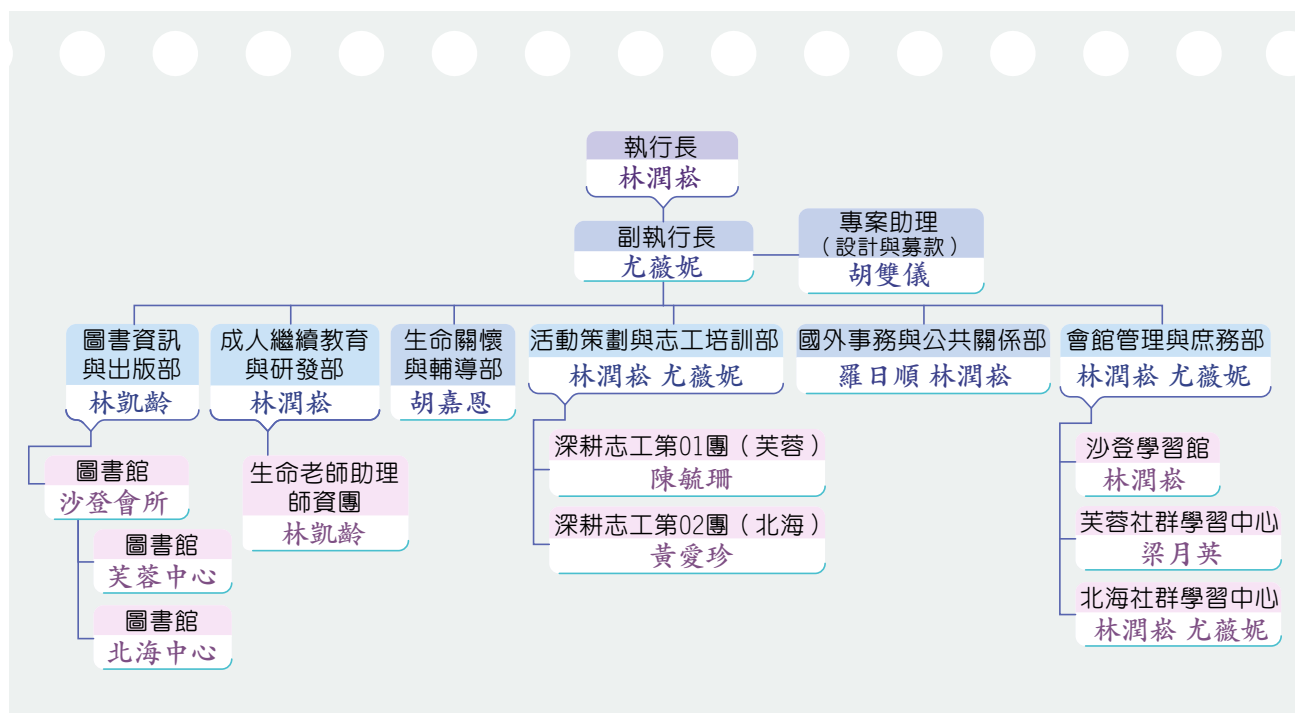 執行長
林潤崧
副執行長
尤薇妮
專案助理
（設計與募款）
胡雙儀
圖書資訊
與出版部
林凱齡
圖書館
沙登會所
圖書館
芙蓉中心
圖書館
北海中心
成人繼續教育
與研發部
林潤崧
生命老師助理
師資團
林凱齡
生命關懷
與輔導部
胡嘉恩
活動策劃與志工培訓部
林潤崧 尤薇妮
深耕志工第01團（芙蓉）
陳毓珊
深耕志工第02團（北海）
黃愛珍
國外事務與公共關係部
羅日順 林潤崧
會館管理與庶務部
林潤崧 尤薇妮
沙登學習館
林潤崧
芙蓉社群學習中心
梁月英
北海社群學習中心
林潤崧 尤薇妮